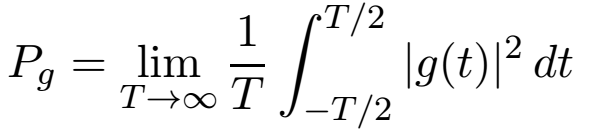 $P_g = \lim_{T \to \infty} \frac{1}{T} \int_{-T/2}^{T/2} |g(t)|^2 \, dt$